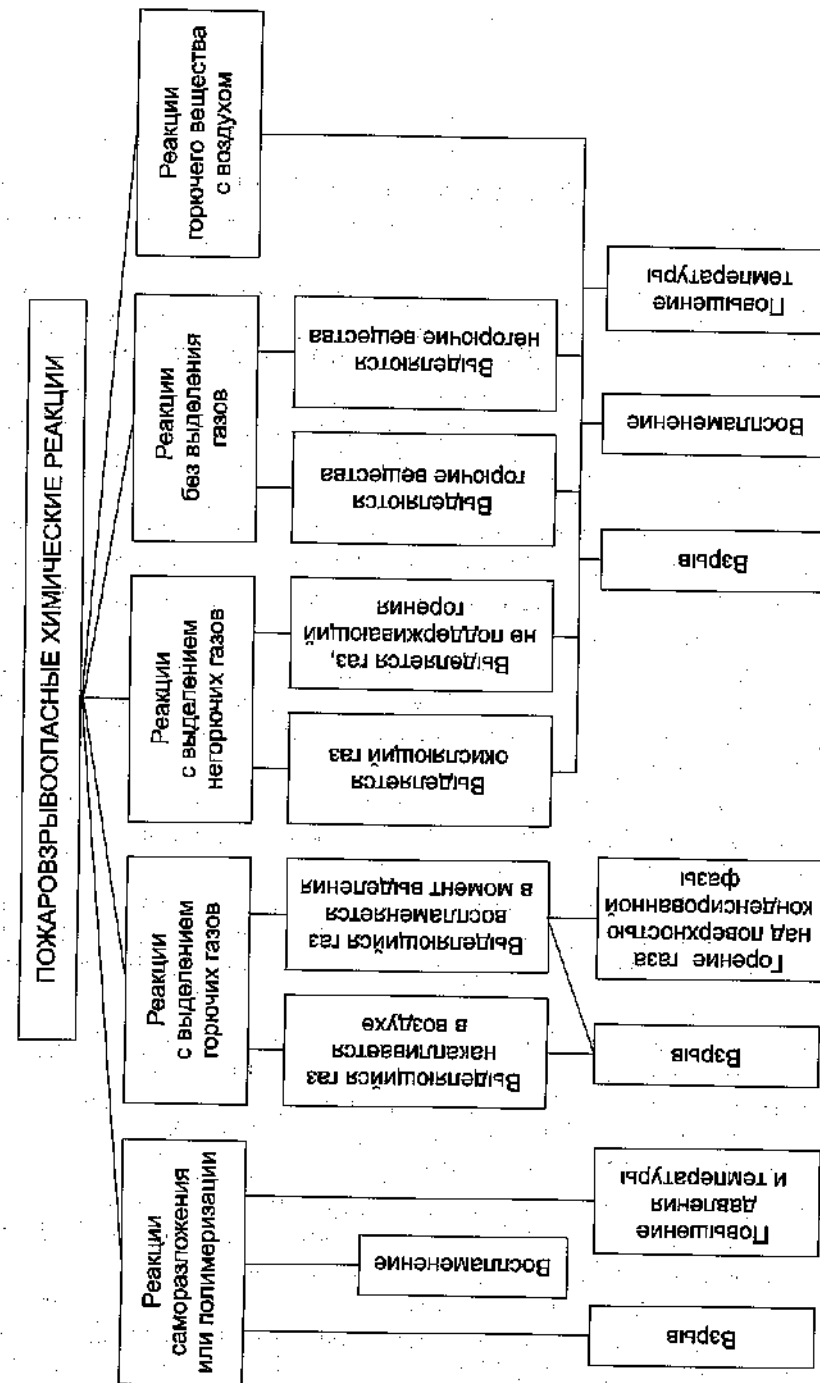 ПОЖАРОВЗРЫВООПАСНЫЕ ХИМИЧЕСКИЕ РЕАКЦИИ
Реакции
саморазложения
или полимеризации
Реакции
с выделением
горючих газов
Реакции
с выделением
негорючих газов
Реакции
без выделения
газов
Реакции
горючего вещества
с воздухом
Выделяющийся газ
накапливается
в воздухе
Выделяющийся газ
воспламеняется
в момент выделения
Выделяется
окисляющий газ
Выделяется газ,
не поддерживающий
горения
Выделяются
горючие вещества
Выделяются
негорючие вещества
Взрыв
Воспламенение
Повышение
давления
и температуры
Взрыв
Горение газа
над поверхностью
конденсированной
фазы
Взрыв
Воспламенение
Повышение
температуры